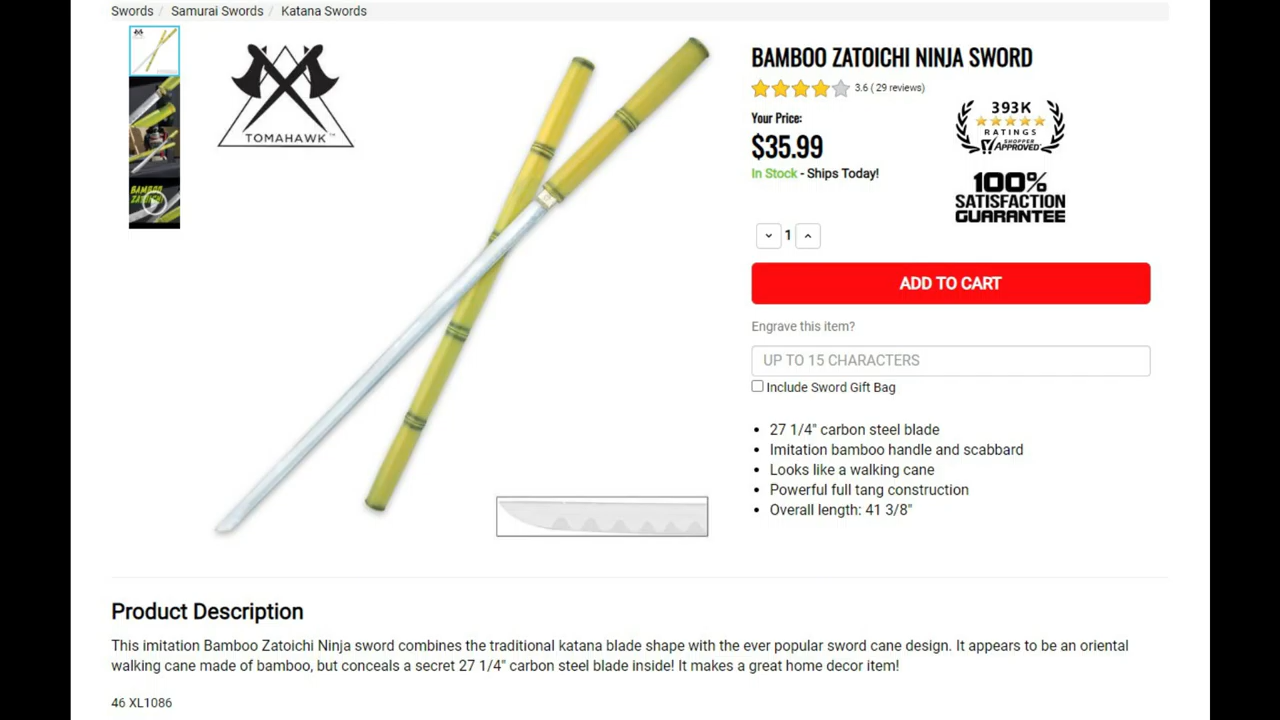 Swords / Samurai Swords / Katana Swords
TOMAHAWK™
BAMBOO
BAMBOO ZATOICHI NINJA SWORD
3.6 ( 29 reviews)
Your Price:
$35.99
In Stock - Ships Today!
393K
RATINGS
SHOPPER
APPROVED
100%
SATISFACTION
GUARANTEE
1
ADD TO CART
Engrave this item?
UP TO 15 CHARACTERS
Include Sword Gift Bag
• 27 1/4" carbon steel blade
• Imitation bamboo handle and scabbard
• Looks like a walking cane
• Powerful full tang construction
• Overall length: 41 3/8"
Product Description
This imitation Bamboo Zatoichi Ninja sword combines the traditional katana blade shape with the ever popular sword cane design. It appears to be an oriental
walking cane made of bamboo, but conceals a secret 27 1/4" carbon steel blade inside! It makes a great home decor item!
46 XL1086